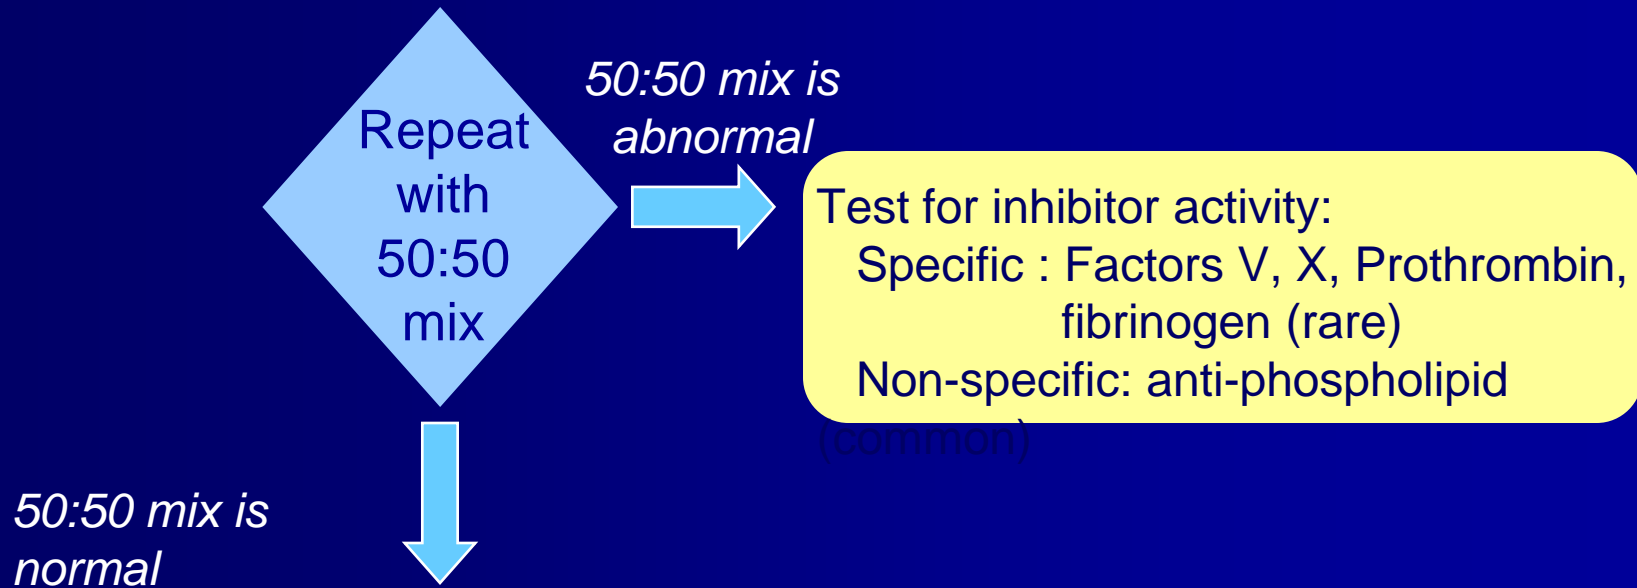 Repeat
with
50:50
mix
50:50 mix is
abnormal
Test for inhibitor activity:
Specific : Factors V, X, Prothrombin,
fibrinogen (rare)
Non-specific: anti-phospholipid
(common)
50:50 mix is
normal